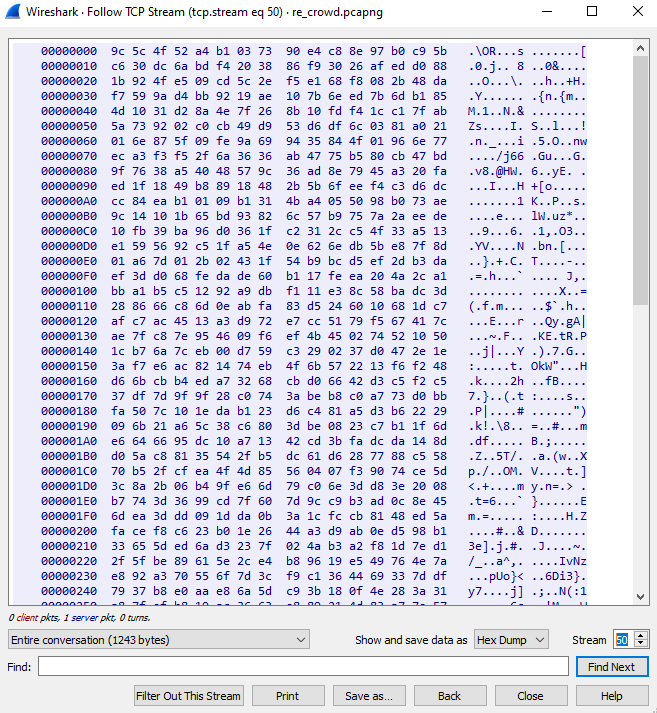 Wireshark · Follow TCP Stream (tcp.stream eq 50) · re_crowd.pcapng
00000000 9c 5c 4f 52 a4 b1 03 73 90 e4 c8 8e 97 b0 c9 5b .\OR...s .......[
00000010 c6 30 dc 6a bd f4 20 38 86 f9 30 26 af ed d0 88 .0.j.. 8 ..0&....
00000020 1b 92 4f e5 09 cd 5c 2e f5 e1 68 f8 08 2b 48 da ..O...\. ..h..+H.
00000030 f7 59 9a d4 bb 92 19 ae 10 7b 6e ed 7b 6d b1 85 .Y...... .{n.{m..
00000040 4d 10 31 d2 8a 4e 7f 26 8b 10 fd f4 1c c1 7f ab M.1..N.& ........
00000050 5a 73 92 02 c0 cb 49 d9 53 d6 df 6c 03 81 a0 21 Zs....I. S..l...!
00000060 01 6e 87 5f 09 fe 9a 69 94 35 84 4f 01 96 6e 77 .n._...i .5.O..nw
00000070 ec a3 f3 f5 2f 6a 36 36 ab 47 75 b5 80 cb 47 bd ..../j66 .Gu...G.
00000080 9f 76 38 a5 40 48 57 9c 36 ad 8e 79 45 a3 20 fa .v8.@HW. 6..yE. .
00000090 ed 1f 18 49 b8 89 18 48 2b 5b 6f ee f4 c3 d6 dc ...I...H +[o.....
000000A0 cc 84 ea b1 01 09 b1 31 4b a4 05 50 98 b0 73 ae .......1 K..P..s.
000000B0 9c 14 10 1b 65 bd 93 82 6c 57 b9 75 7a 2a ee de ....e... lW.uz*..
000000C0 10 fb 39 ba 96 d0 36 1f c2 31 2c c5 4f 33 a5 13 ..9...6. .1,.O3..
000000D0 e1 59 56 92 c5 1f a5 4e 0e 62 6e db 5b e8 7f 8d .YV....N .bn.[...
000000E0 01 a6 7d 01 2b 02 43 1f 54 b9 bc d5 ef 2d b3 da ..}.+.C. T....-..
000000F0 ef 3d d0 68 fe da de 60 b1 17 fe ea 20 4a 2c a1 .=.h...` .... J,.
00000100 bb a1 b5 c5 12 92 a9 db f1 11 e3 8c 58 ba dc 3d ........ ....X..=
00000110 28 86 66 c8 6d 0e ab fa 83 d5 24 60 10 68 1d c7 (.f.m... ..$`.h..
00000120 af c7 ac 45 13 a3 d9 72 e7 cc 51 79 f5 67 41 7c ...E...r ..Qy.gA|
00000130 ae 7f c8 7e 95 46 09 f6 ef 4b 45 02 74 52 10 50 ...~.F.. .KE.tR.P
00000140 1c b7 6a 7c eb 00 d7 59 c3 29 02 37 d0 47 2e 1e ..j|...Y .).7.G..
00000150 3a f7 e6 ac 82 14 74 eb 4f 6b 57 22 13 f6 f2 48 :.....t. OkW"...H
00000160 d6 6b cb b4 ed a7 32 68 cb d0 66 42 d3 c5 f2 c5 .k....2h ..fB....
00000170 37 df 7d 9f 9f 28 c0 74 3a be b8 c0 a7 73 d0 bb 7.}..(.t :....s..
00000180 fa 50 7c 10 1e da b1 23 d6 c4 81 a5 d3 b6 22 29 .P|....# ......")
00000190 09 6b 21 a6 5c 38 c6 80 3d be 08 23 c7 b1 1f 6d .k!.\8.. =..#...m
000001A0 e6 64 66 95 dc 10 a7 13 42 cd 3b fa dc da 14 8d .df..... B.;.....
000001B0 d0 5a c8 81 35 54 2f b5 dc 61 d6 28 77 88 c5 58 .Z..5T/. .a.(w..X
000001C0 70 b5 2f cf ea 4f 4d 85 56 04 07 f3 90 74 ce 5d p./..OM. V....t.]
000001D0 3c 8a 2b 06 b4 9f e6 6d 79 c0 6e 3d d8 3e 20 08 <.+....m y.n=.> .
000001E0 b7 74 3d 36 99 cd 7f 60 7d 9c c9 b3 ad 0c 8e 45 .t=6...` }......E
000001F0 6d ea 3d dd 09 1d da 0b 3a 1c fc cb 81 48 ed 5a m.=..... :....H.Z
00000200 fa ce f8 c6 23 b0 1e 26 44 a3 d9 ab 0e d5 98 b1 ....#..& D.......
00000210 33 65 5d ed 6a d3 23 7f 02 4a b3 a2 f8 1d 7e d1 3e].j.#. .J....~.
00000220 2f 5f be 89 61 5e 2c e4 b8 96 19 e5 49 76 4e 7a /_..a^,. ....IvNz
00000230 e8 92 a3 70 55 6f 7d 3c f9 c1 36 44 69 33 7d df ...pUo}< ..6Di3}.
00000240 79 37 b8 e0 aa e8 6a 5d c9 3b 18 0f 4e 28 3a 31 y7....j] .;..N(:1
0 client pkts, 1 server pkt, 0 turns.
Entire conversation (1243 bytes) Show and save data as Hex Dump Stream 50
Find: Find Next
Filter Out This Stream Print Save as... Back Close Help